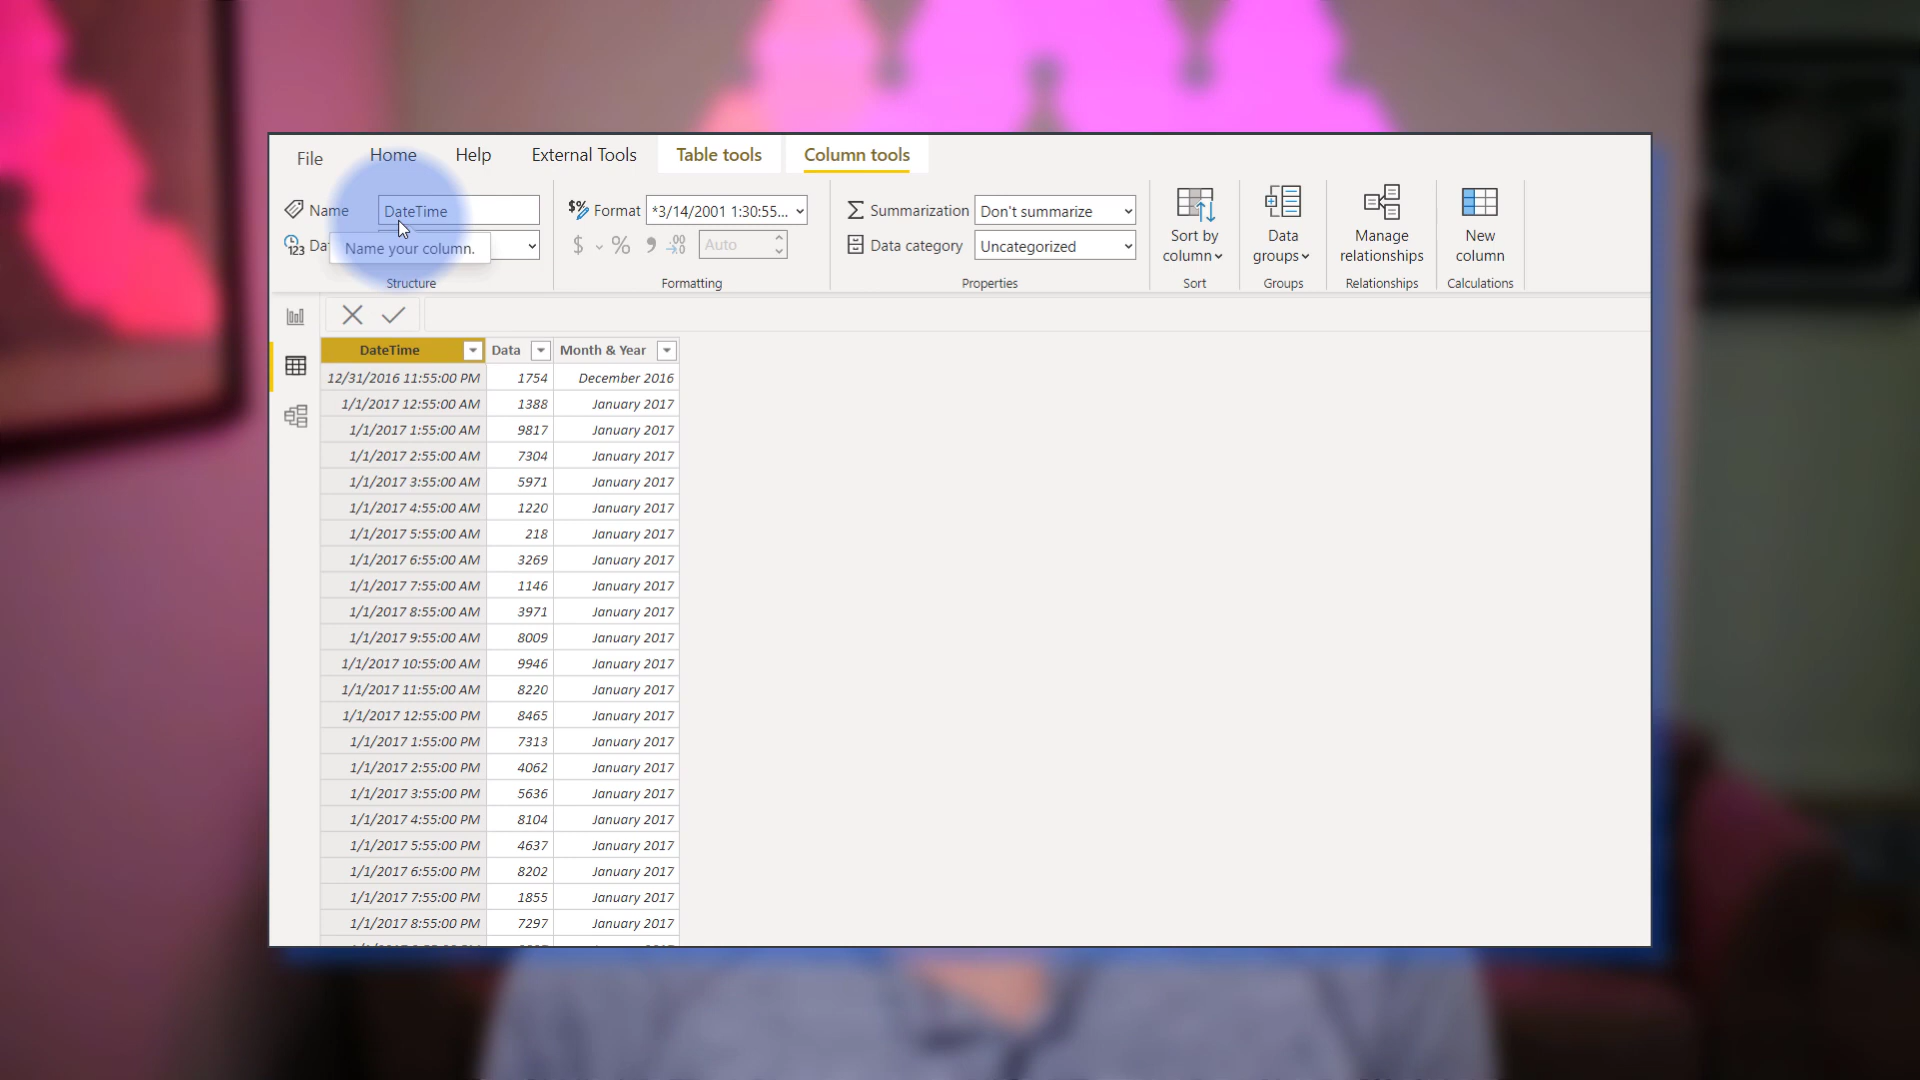 File Home Help External Tools Table tools Column tools
Name DateTime Format *3/14/2001 1:30:55... Summarization Don't summarize
Name your column. $ % Auto Data category Uncategorized
Sort by column Data groups Manage relationships New column
Structure Formatting Properties Sort Groups Relationships Calculations
DateTime Data Month & Year
12/31/2016 11:55:00 PM 1754 December 2016
1/1/2017 12:55:00 AM 1388 January 2017
1/1/2017 1:55:00 AM 9817 January 2017
1/1/2017 2:55:00 AM 7304 January 2017
1/1/2017 3:55:00 AM 5971 January 2017
1/1/2017 4:55:00 AM 1220 January 2017
1/1/2017 5:55:00 AM 218 January 2017
1/1/2017 6:55:00 AM 3269 January 2017
1/1/2017 7:55:00 AM 1146 January 2017
1/1/2017 8:55:00 AM 3971 January 2017
1/1/2017 9:55:00 AM 8009 January 2017
1/1/2017 10:55:00 AM 9946 January 2017
1/1/2017 11:55:00 AM 8220 January 2017
1/1/2017 12:55:00 PM 8465 January 2017
1/1/2017 1:55:00 PM 7313 January 2017
1/1/2017 2:55:00 PM 4062 January 2017
1/1/2017 3:55:00 PM 5636 January 2017
1/1/2017 4:55:00 PM 8104 January 2017
1/1/2017 5:55:00 PM 4637 January 2017
1/1/2017 6:55:00 PM 8202 January 2017
1/1/2017 7:55:00 PM 1855 January 2017
1/1/2017 8:55:00 PM 7297 January 2017